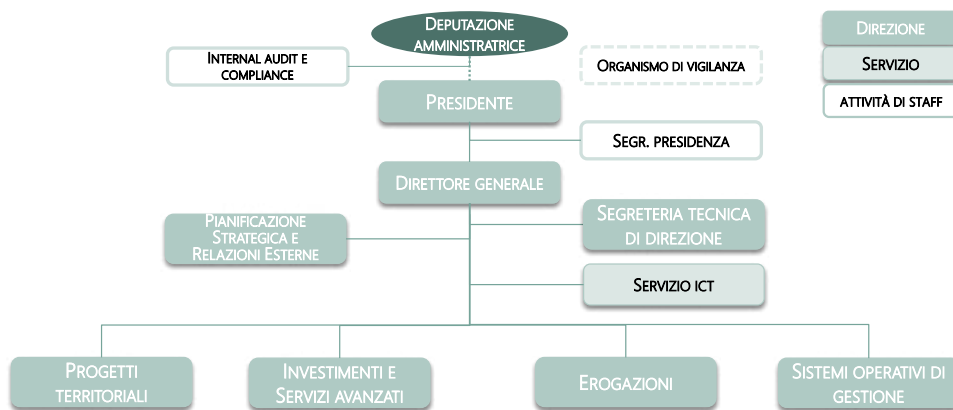 DEPUTAZIONE
AMMINISTRATRICE
DIREZIONE
INTERNAL AUDIT E
COMPLIANCE
ORGANISMO DI VIGILANZA
SERVIZIO
PRESIDENTE
ATTIVITÀ DI STAFF
SEGR. PRESIDENZA
DIRETTORE GENERALE
PIANIFICAZIONE
STRATEGICA E
RELAZIONI ESTERNE
SEGRETERIA TECNICA
DI DIREZIONE
SERVIZIO ICT
PROGETTI
TERRITORIALI
INVESTIMENTI E
SERVIZI AVANZATI
EROGAZIONI
SISTEMI OPERATIVI DI
GESTIONE